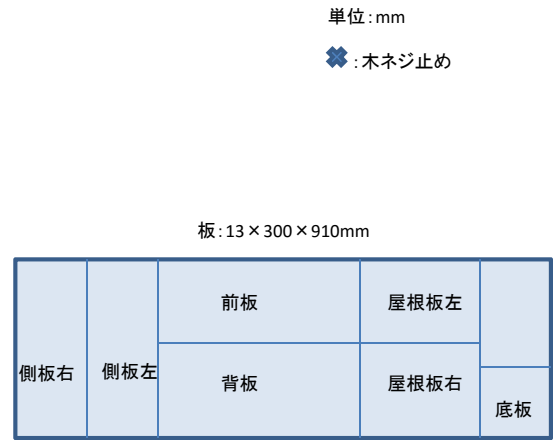 単位：mm
：木ネジ止め
板：13×300×910mm
前板
屋根板左
側板右
側板左
背板
屋根板右
底板